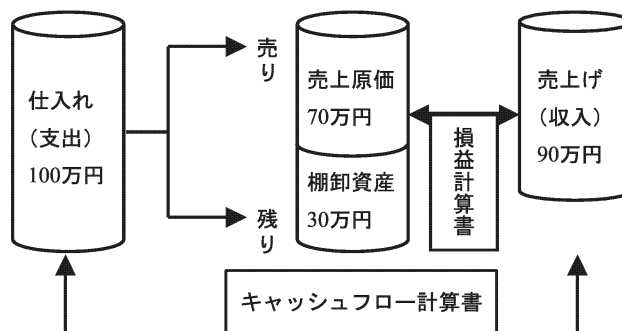 仕入れ
（支出）
100万円
売り
売上原価
70万円
棚卸資産
30万円
残り
損益計算書
売上げ
（収入）
90万円
キャッシュフロー計算書